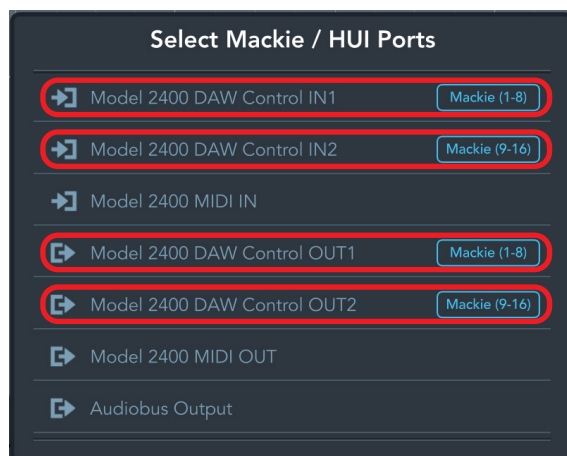 Select Mackie / HUI Ports
Model 2400 DAW Control IN1 Mackie (1-8)
Model 2400 DAW Control IN2 Mackie (9-16)
Model 2400 MIDI IN
Model 2400 DAW Control OUT1 Mackie (1-8)
Model 2400 DAW Control OUT2 Mackie (9-16)
Model 2400 MIDI OUT
Audiobus Output